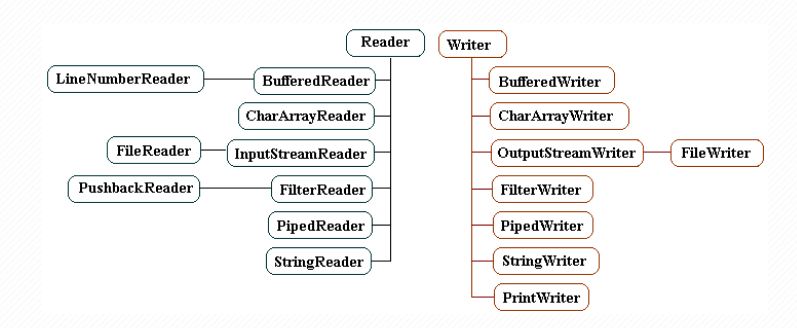 Reader Writer
LineNumberReader BufferedReader BufferedWriter
CharArrayReader CharArrayWriter
FileReader InputStreamReader OutputStreamWriter FileWriter
PushbackReader FilterReader FilterWriter
PipedReader PipedWriter
StringReader StringWriter
PrintWriter